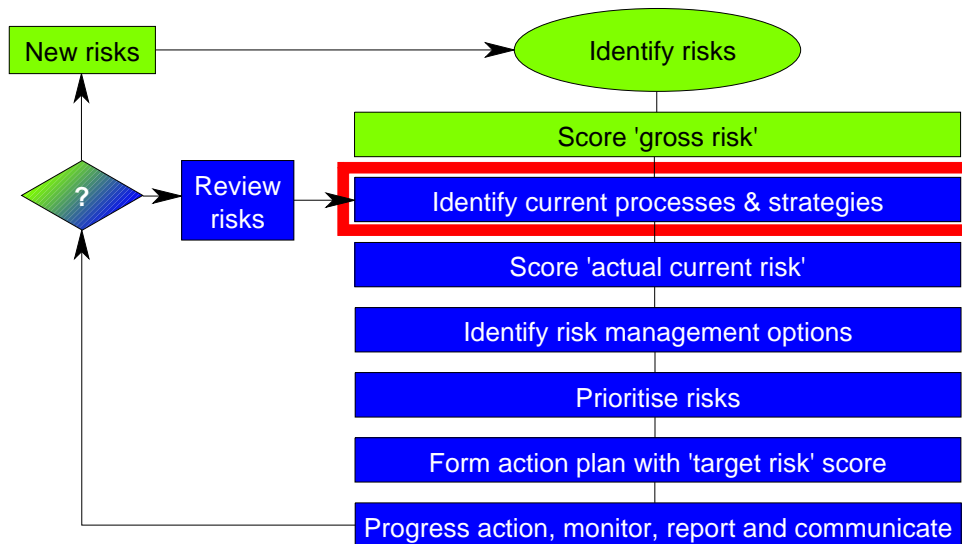 New risks
Identify risks
Score 'gross risk'
?
Review
risks
Identify current processes & strategies
Score 'actual current risk'
Identify risk management options
Prioritise risks
Form action plan with 'target risk' score
Progress action, monitor, report and communicate